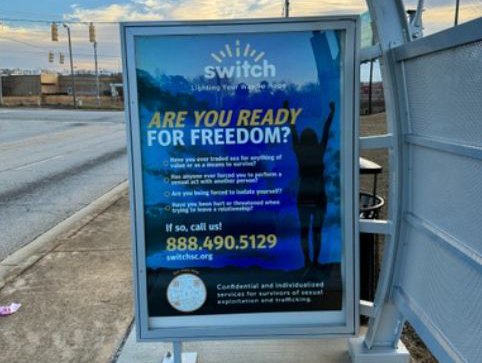 switch
Lighting Your Way to Hope
ARE YOU READY
FOR FREEDOM?
Have you ever traded sex for anything of
value or as a means to survive?
Has anyone ever forced you to perform a
sexual act with another person?
Are you being forced to isolate yourself?
Have you been hurt or threatened when
trying to leave a relationship?
If so, call us!
888.490.5129
switchsc.org
Confidential and individualized
services for survivors of sexual
exploitation and trafficking.